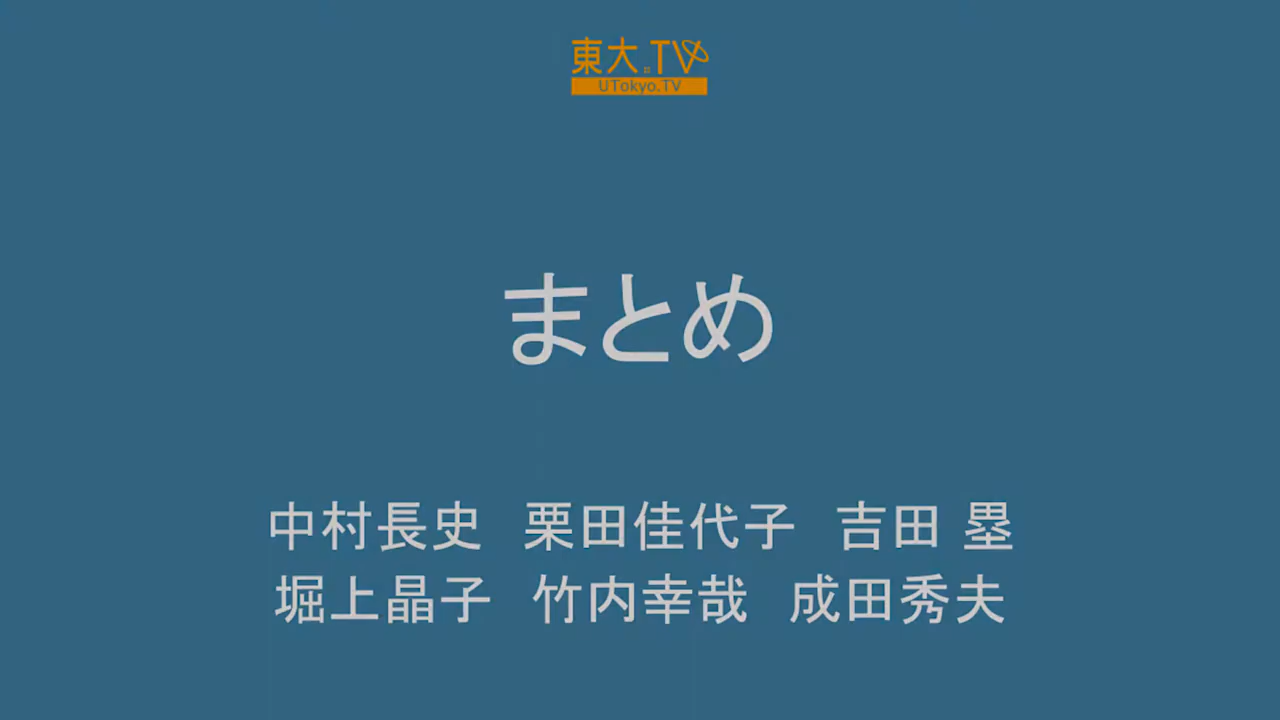 東大TV
UTokyo.TV
まとめ
中村長史　栗田佳代子　吉田 塁
堀上晶子　竹内幸哉　成田秀夫